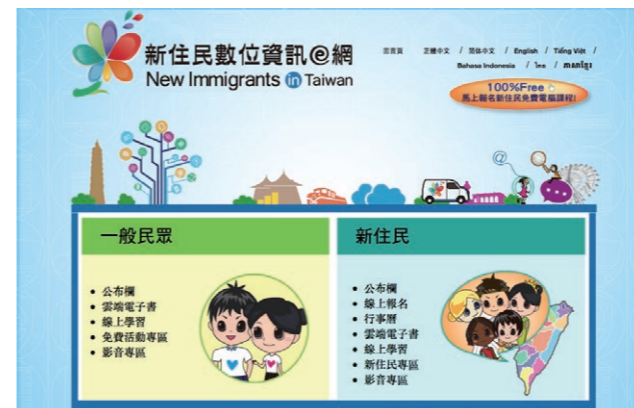 新住民數位資訊e網
New Immigrants in Taiwan
回首頁 正體中文 / 简体中文 / English / Tiếng Việt /
Bahasa Indonesia / ไทย / ភាសាខ្មែរ
100%Free
馬上報名新住民免費電腦課程!
@
一般民眾
• 公布欄
• 雲端電子書
• 線上學習
• 免費活動專區
• 影音專區
新住民
• 公布欄
• 線上報名
• 行事曆
• 雲端電子書
• 線上學習
• 新住民專區
• 影音專區